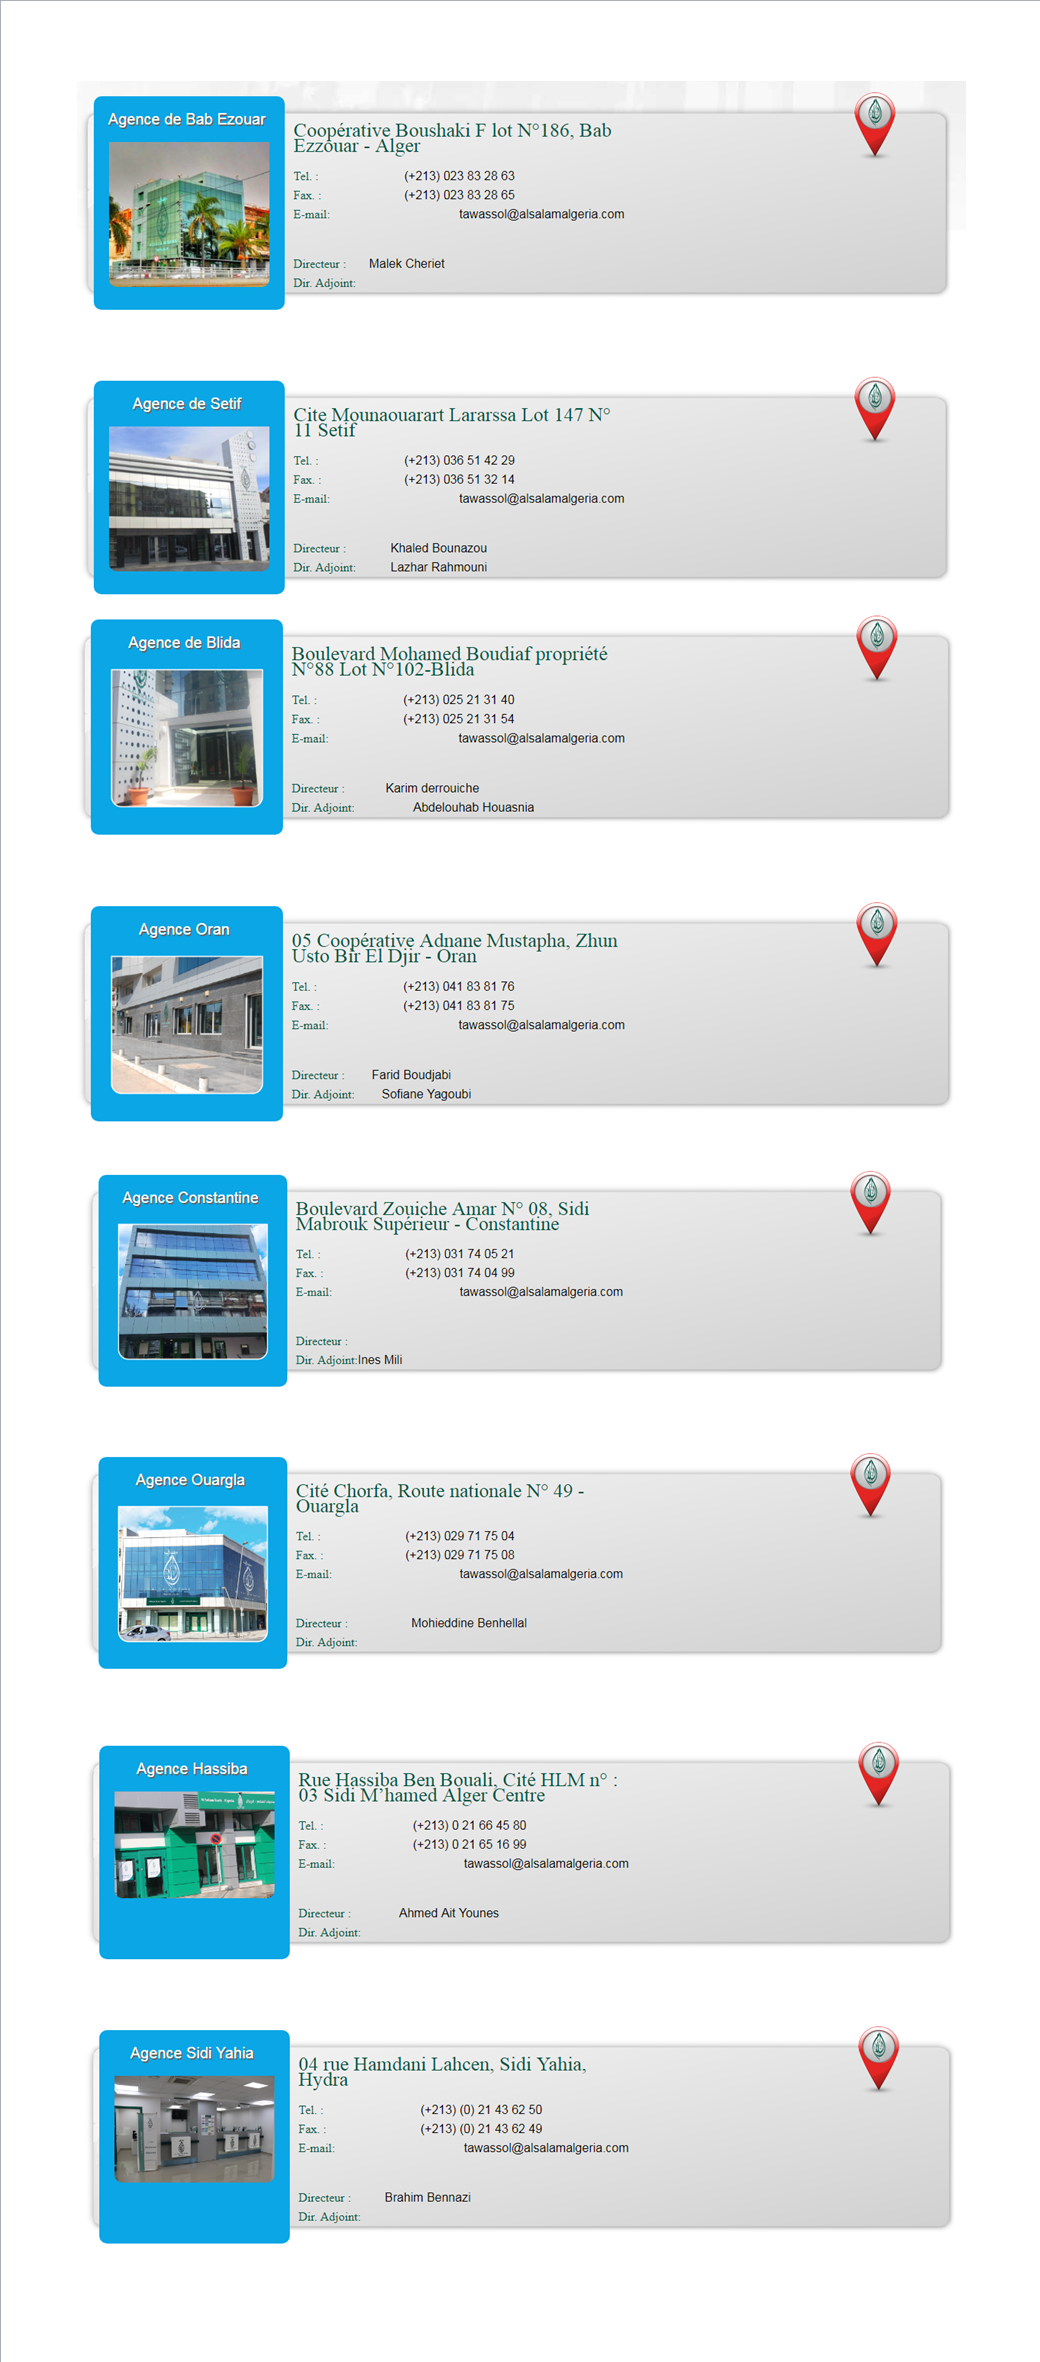 Agence de Bab Ezouar
Coopérative Boushaki F lot N°186, Bab
Ezzouar - Alger
Tel. : (+213) 023 83 28 63
Fax. : (+213) 023 83 28 65
E-mail: tawassol@alsalamalgeria.com
Directeur : Malek Cheriet
Dir. Adjoint:
Agence de Setif
Cite Mounaouarart Lararssa Lot 147 N°
11 Setif
Tel. : (+213) 036 51 42 29
Fax. : (+213) 036 51 32 14
E-mail: tawassol@alsalamalgeria.com
Directeur : Khaled Bounazou
Dir. Adjoint: Lazhar Rahmouni
Agence de Blida
Boulevard Mohamed Boudiaf propriété
N°88 Lot N°102-Blida
Tel. : (+213) 025 21 31 40
Fax. : (+213) 025 21 31 54
E-mail: tawassol@alsalamalgeria.com
Directeur : Karim derrouiche
Dir. Adjoint: Abdelouhab Houasnia
Agence Oran
05 Coopérative Adnane Mustapha, Zhun
Usto Bir El Djir - Oran
Tel. : (+213) 041 83 81 76
Fax. : (+213) 041 83 81 75
E-mail: tawassol@alsalamalgeria.com
Directeur : Farid Boudjabi
Dir. Adjoint: Sofiane Yagoubi
Agence Constantine
Boulevard Zouiche Amar N° 08, Sidi
Mabrouk Supérieur - Constantine
Tel. : (+213) 031 74 05 21
Fax. : (+213) 031 74 04 99
E-mail: tawassol@alsalamalgeria.com
Directeur :
Dir. Adjoint:Ines Mili
Agence Ouargla
Cité Chorfa, Route nationale N° 49 -
Ouargla
Tel. : (+213) 029 71 75 04
Fax. : (+213) 029 71 75 08
E-mail: tawassol@alsalamalgeria.com
Directeur : Mohieddine Benhellal
Dir. Adjoint:
Agence Hassiba
Rue Hassiba Ben Bouali, Cité HLM n° :
03 Sidi M'hamed Alger Centre
Tel. : (+213) 0 21 66 45 80
Fax. : (+213) 0 21 65 16 99
E-mail: tawassol@alsalamalgeria.com
Directeur : Ahmed Ait Younes
Dir. Adjoint:
Agence Sidi Yahia
04 rue Hamdani Lahcen, Sidi Yahia,
Hydra
Tel. : (+213) (0) 21 43 62 50
Fax. : (+213) (0) 21 43 62 49
E-mail: tawassol@alsalamalgeria.com
Directeur : Brahim Bennazi
Dir. Adjoint: